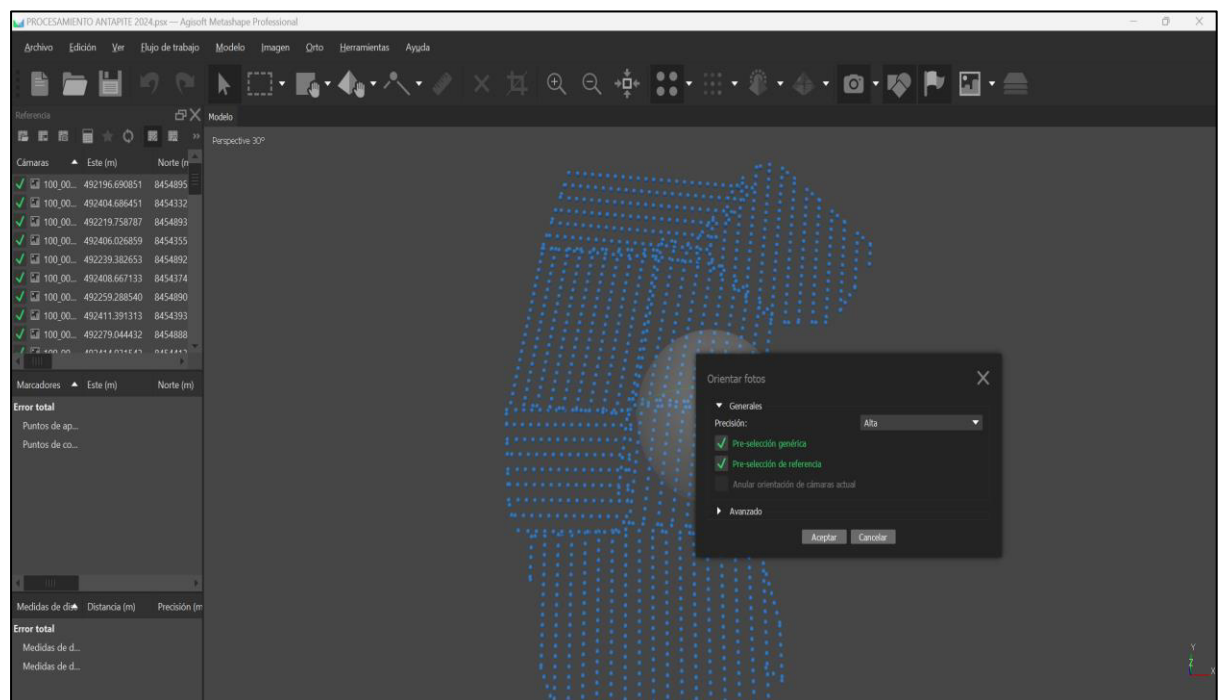 PROCESAMIENTO ANTAPITE 2024.psx — Agisoft Metashape Professional
Archivo Edición Ver Flujo de trabajo Modelo Imagen Orto Herramientas Ayuda
Referencia
Modelo
Perspective 30º
Cámaras Este (m) Norte (m
100_00... 492196.690851 8454895
100_00... 492404.686451 8454332
100_00... 492219.758787 8454893
100_00... 492406.026859 8454355
100_00... 492239.382653 8454892
100_00... 492408.667133 8454374
100_00... 492259.288540 8454890
100_00... 492411.391313 8454393
100_00... 492279.044432 8454888
Marcadores Este (m) Norte (m)
Error total
Puntos de ap...
Puntos de co...
Orientar fotos
Generales
Precisión: Alta
Pre-selección genérica
Pre-selección de referencia
Anular orientación de cámaras actual
Avanzado
Aceptar Cancelar
Medidas de dis Distancia (m) Precisión (m
Error total
Medidas de d...
Medidas de d...
Y
Z
X